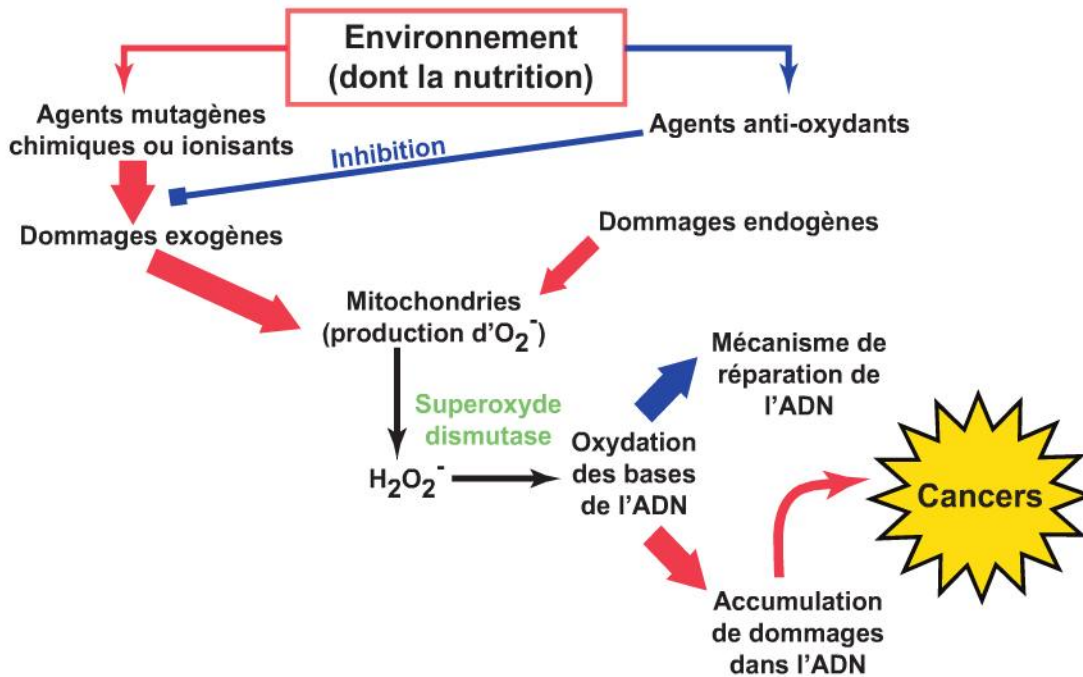 Environnement
(dont la nutrition)
Agents mutagènes
chimiques ou ionisants
Agents anti-oxydants
Inhibition
Dommages exogènes
Dommages endogènes
Mitochondries
(production d'O₂⁻)
Mécanisme de
réparation de
l'ADN
Superoxyde
dismutase
H₂O₂⁻
Oxydation
des bases
de l'ADN
Cancers
Accumulation
de dommages
dans l'ADN